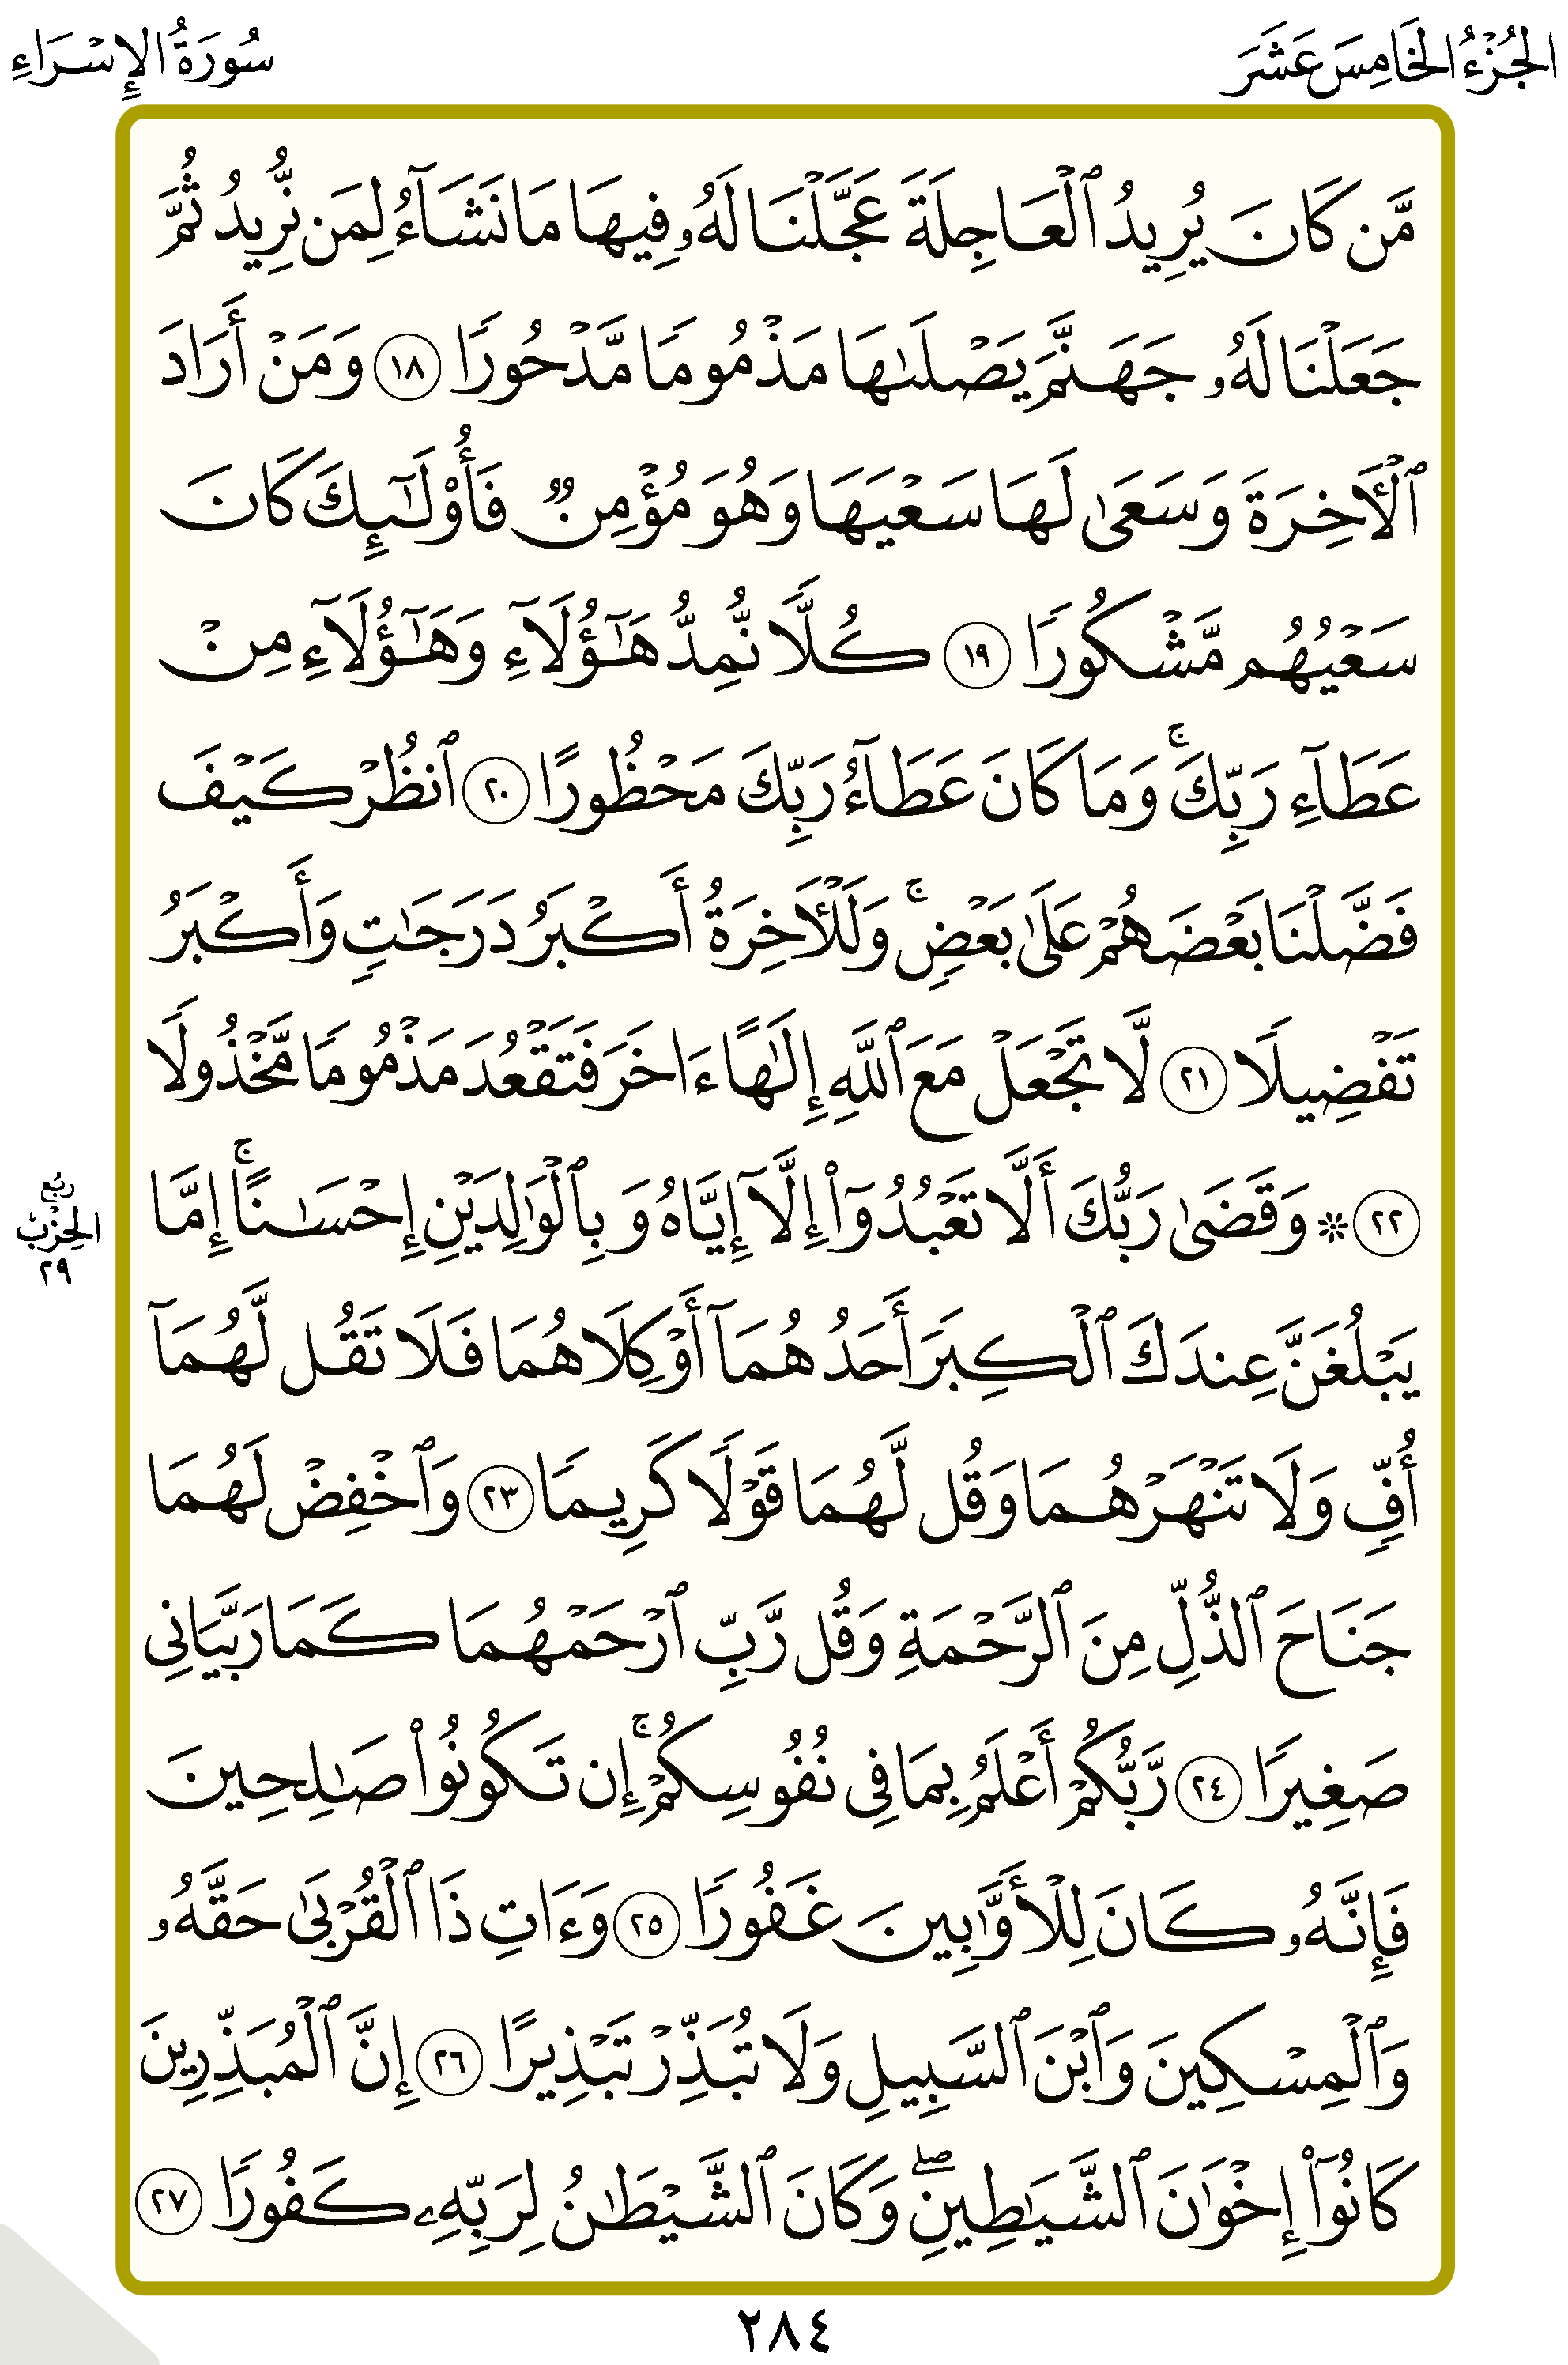 الجُزْءُ الخَامِسَ عَشَرَ
سُورَةُ الإِسْرَاءِ
مَّن كَانَ يُرِيدُ ٱلْعَاجِلَةَ عَجَّلْنَا لَهُۥ فِيهَا مَا نَشَآءُ لِمَن نُّرِيدُ ثُمَّ
جَعَلْنَا لَهُۥ جَهَنَّمَ يَصْلَىٰهَا مَذْمُومًا مَّدْحُورًا ١٨ وَمَنْ أَرَادَ
ٱلْـَٔاخِرَةَ وَسَعَىٰ لَهَا سَعْيَهَا وَهُوَ مُؤْمِنٌ فَأُو۟لَـٰٓئِكَ كَانَ
سَعْيُهُم مَّشْكُورًا ١٩ كُلًّا نُّمِدُّ هَـٰٓؤُلَآءِ وَهَـٰٓؤُلَآءِ مِنْ
عَطَآءِ رَبِّكَ ۚ وَمَا كَانَ عَطَآءُ رَبِّكَ مَحْظُورًا ٢٠ ٱنظُرْ كَيْفَ
فَضَّلْنَا بَعْضَهُمْ عَلَىٰ بَعْضٍ ۚ وَلَلْـَٔاخِرَةُ أَكْبَرُ دَرَجَـٰتٍ وَأَكْبَرُ
تَفْضِيلًا ٢١ لَّا تَجْعَلْ مَعَ ٱللَّهِ إِلَـٰهًا ءَاخَرَ فَتَقْعُدَ مَذْمُومًا مَّخْذُولًا
٢٢ ۞ وَقَضَىٰ رَبُّكَ أَلَّا تَعْبُدُوٓا۟ إِلَّآ إِيَّاهُ وَبِٱلْوَٰلِدَيْنِ إِحْسَـٰنًا ۚ إِمَّا
يَبْلُغَنَّ عِندَكَ ٱلْكِبَرَ أَحَدُهُمَآ أَوْ كِلَاهُمَا فَلَا تَقُل لَّهُمَآ
أُفٍّ وَلَا تَنْهَرْهُمَا وَقُل لَّهُمَا قَوْلًا كَرِيمًا ٢٣ وَٱخْفِضْ لَهُمَا
جَنَاحَ ٱلذُّلِّ مِنَ ٱلرَّحْمَةِ وَقُل رَّبِّ ٱرْحَمْهُمَا كَمَا رَبَّيَانِى
صَغِيرًا ٢٤ رَّبُّكُمْ أَعْلَمُ بِمَا فِى نُفُوسِكُمْ ۚ إِن تَكُونُوا۟ صَـٰلِحِينَ
فَإِنَّهُۥ كَانَ لِلْأَوَّٰبِينَ غَفُورًا ٢٥ وَءَاتِ ذَا ٱلْقُرْبَىٰ حَقَّهُۥ
وَٱلْمِسْكِينَ وَٱبْنَ ٱلسَّبِيلِ وَلَا تُبَذِّرْ تَبْذِيرًا ٢٦ إِنَّ ٱلْمُبَذِّرِينَ
كَانُوٓا۟ إِخْوَٰنَ ٱلشَّيَـٰطِينِ ۖ وَكَانَ ٱلشَّيْطَـٰنُ لِرَبِّهِۦ كَفُورًا ٢٧
ربع
الحِزْب
٢٩
٢٨٤